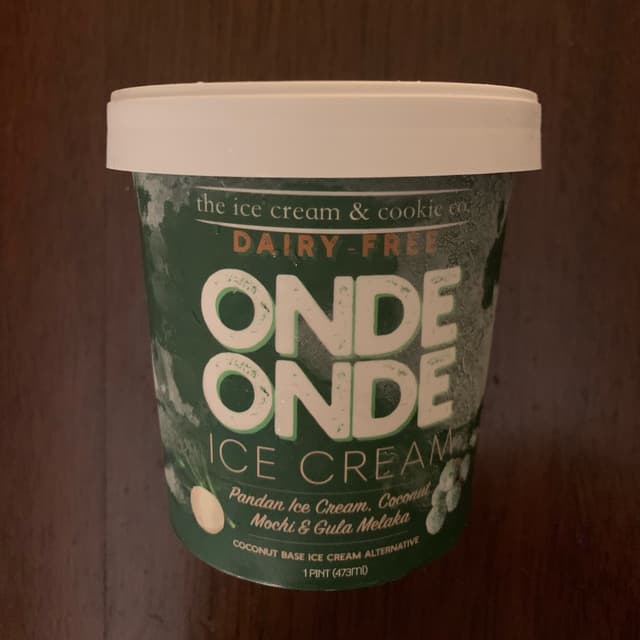 the ice cream & cookie co.
DAIRY-FREE
ONDE
ONDE
ICE CREAM
Pandan Ice Cream, Coconut
Mochi & Gula Melaka
COCONUT BASE ICE CREAM ALTERNATIVE
1 PINT (473ml)